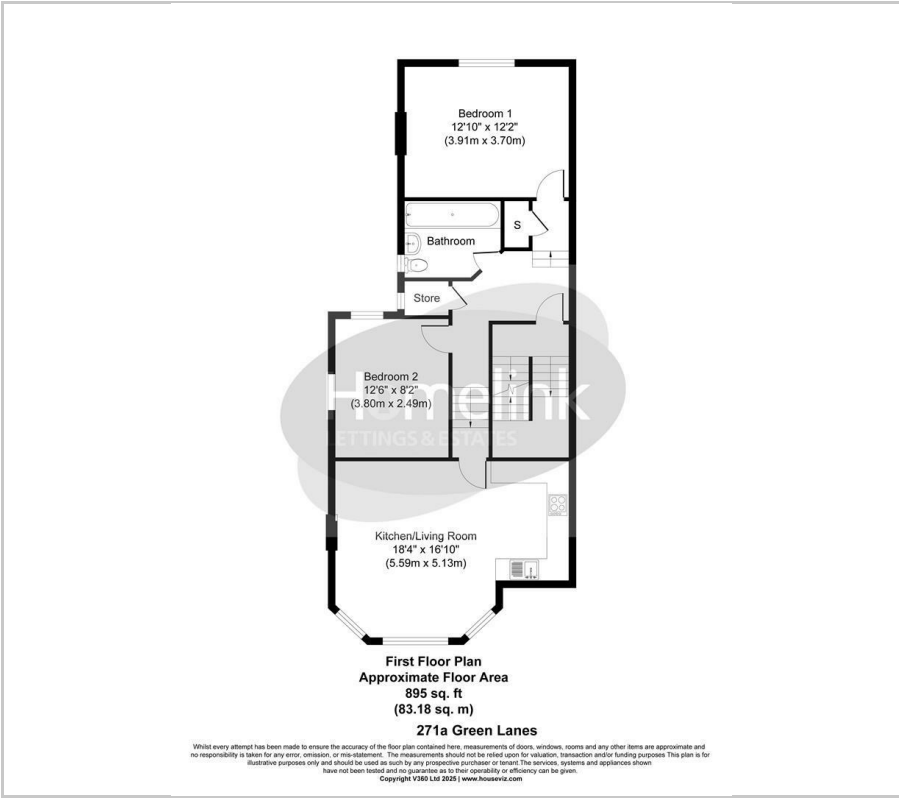 Bedroom 1
12'10" x 12'2"
(3.91m x 3.70m)
S
Bathroom
Store
Bedroom 2
12'6" x 8'2"
(3.80m x 2.49m)
Homelink
LETTINGS & ESTATES
Kitchen/Living Room
18'4" x 16'10"
(5.59m x 5.13m)
First Floor Plan
Approximate Floor Area
895 sq. ft
(83.18 sq. m)
271a Green Lanes
Whilst every attempt has been made to ensure the accuracy of the floor plan contained here, measurements of doors, windows, rooms and any other items are approximate and
no responsibility is taken for any error, omission, or mis-statement. The measurements should not be relied upon for valuation, transaction and/or funding purposes This plan is for
illustrative purposes only and should be used as such by any prospective purchaser or tenant.The services, systems and appliances shown
have not been tested and no guarantee as to their operability or efficiency can be given.
Copyright V360 Ltd 2025 | www.houseviz.com